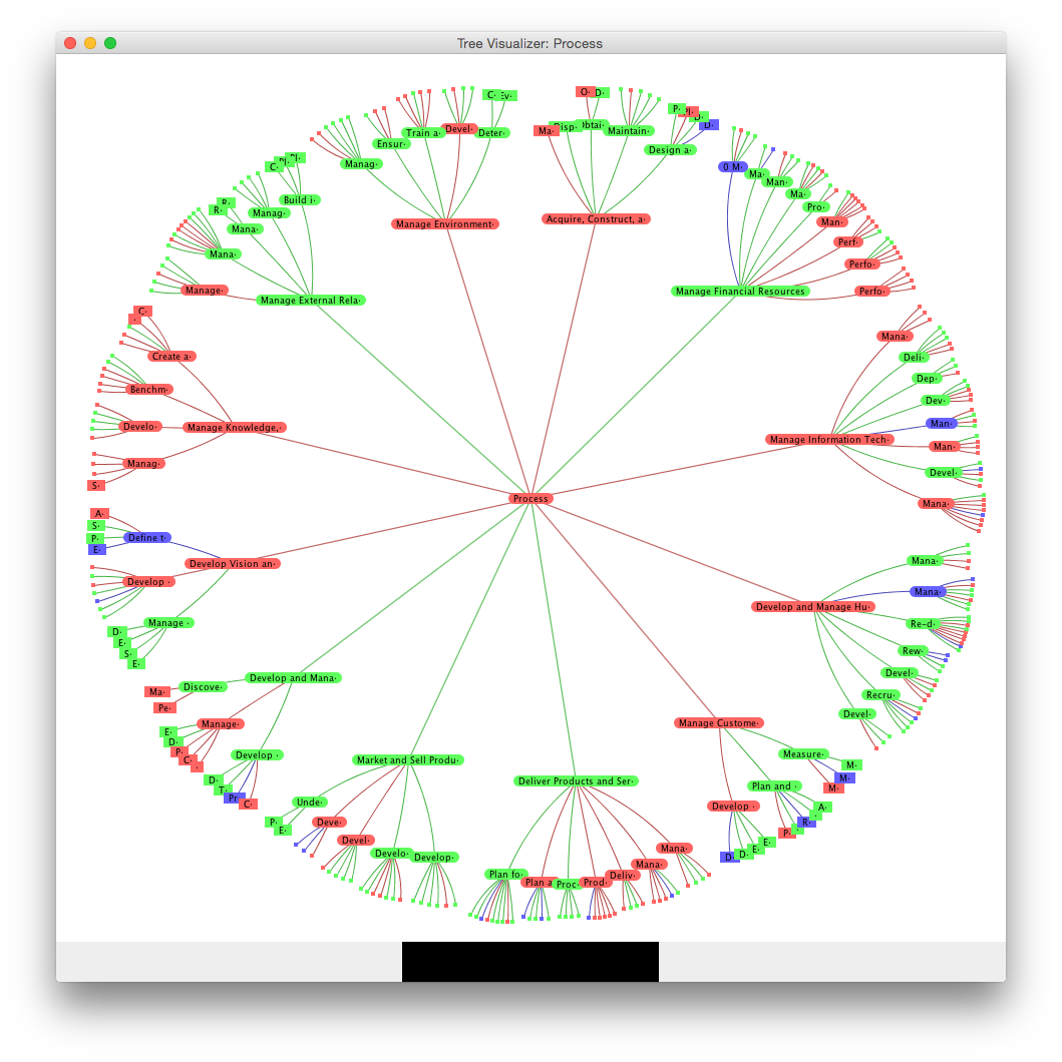 Tree Visualizer: Process
C·
Ev·
O·
D·
P·
D·
Ma·
Maintain·
Design a·
Train a·
Devel·
Deter·
Ensur·
Manag·
C·
Build i·
R·
R·
Manag·
Mana·
Mana·
Manage·
Manage Environment·
Acquire, Construct, a·
0 M·
Ma·
Man·
Ma·
Pro·
Man·
Perf·
Perfo·
Perfo·
Manage External Rela·
Manage Financial Resources
C·
Create a·
Benchm·
Develo·
Manag·
S·
Manage Knowledge,·
Mana·
Deli·
Dep·
Dev·
Man·
Man·
Devel·
Mana·
Manage Information Tech·
Process
A·
S·
P·
E·
Define t·
Develop Vision an·
Develop ·
Manage ·
D·
E·
S·
E·
Mana·
Mana·
Re-d·
Rew·
Devel·
Recru·
Devel·
Develop and Manage Hu·
Develop and Mana·
Discove·
Ma·
Pe·
Manage·
E·
D·
P·
C·
Develop ·
D·
T·
Pr·
C·
Manage Custome·
Measure·
M·
M·
M·
Plan and ·
A·
R·
P·
Develop ·
E·
E·
D·
D·
Market and Sell Produ·
Unde·
P·
E·
Deve·
Devel·
Develo·
Develop·
Deliver Products and Ser·
Plan fo·
Plan a
Proc·
Prod·
Deliv·
Mana·
Mana·